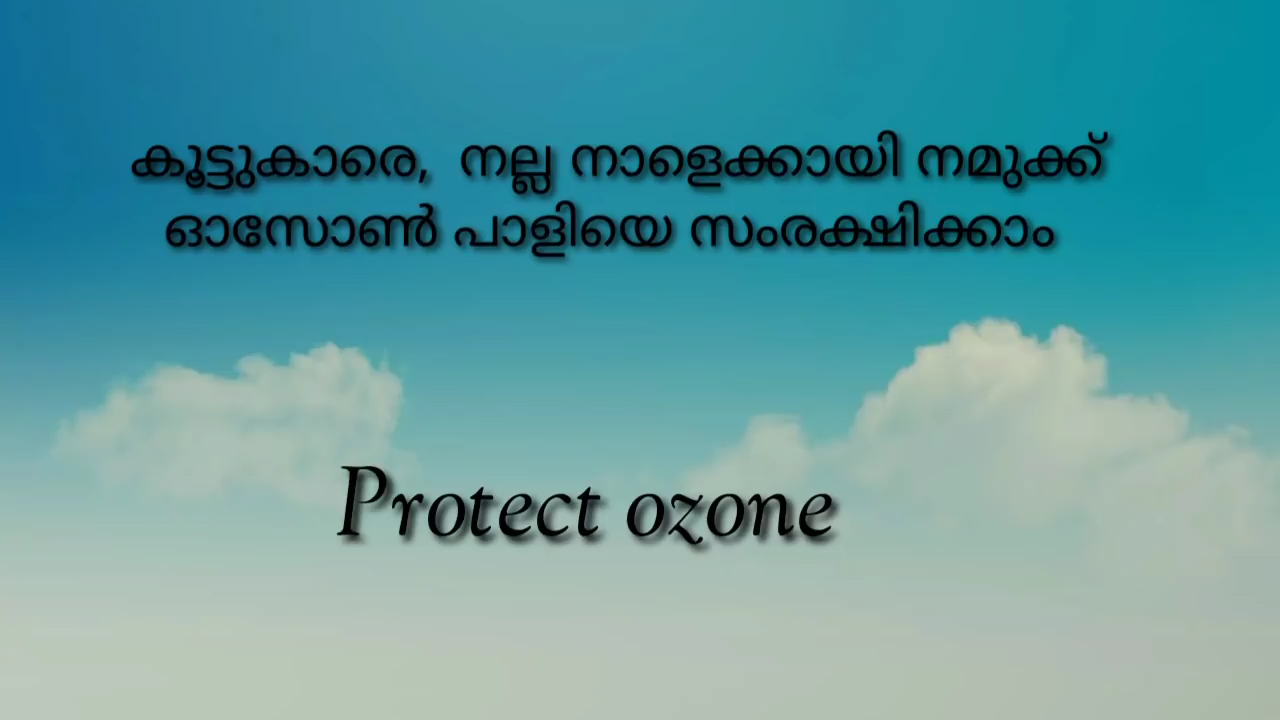 കൂട്ടുകാരെ, നല്ല നാളെക്കായി നമുക്ക്
ഓസോൺ പാളിയെ സംരക്ഷിക്കാം
Protect ozone